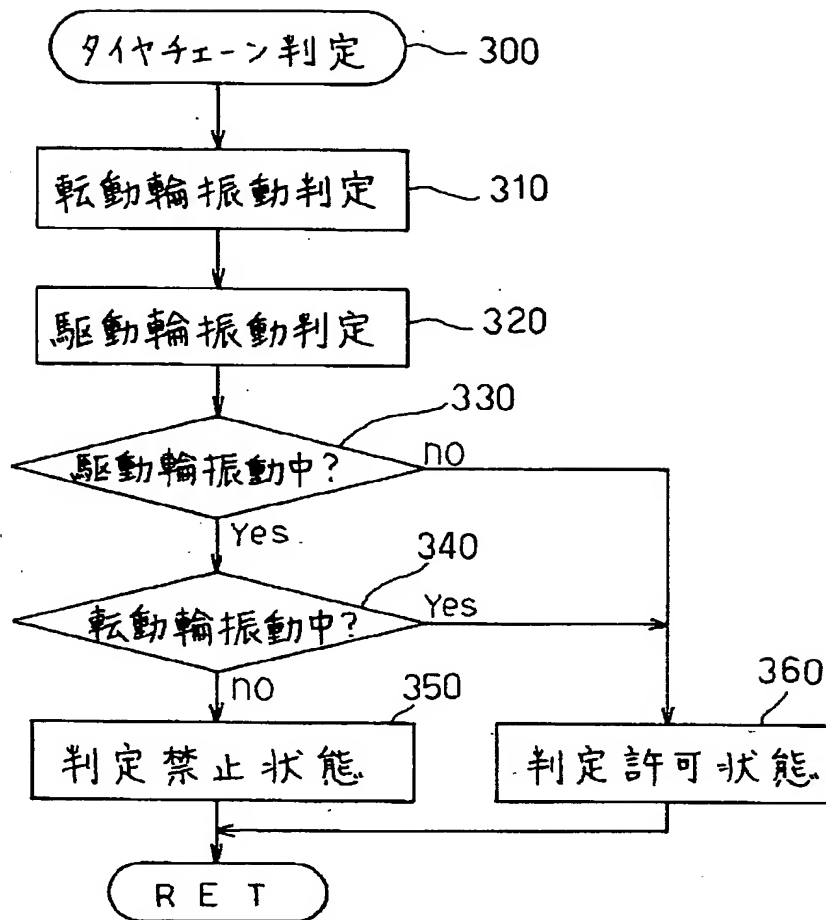 タイヤチェーン判定
300
転動輪振動判定
310
駆動輪振動判定
320
330
駆動輪振動中?
no
Yes
340
転動輪振動中?
Yes
no
350
360
判定禁止状態
判定許可状態
RET